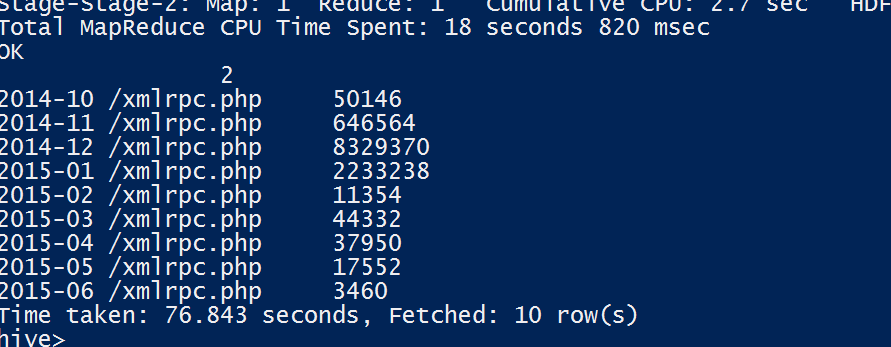 Stage-Stage-2: Map: 1  Reduce: 1   Cumulative CPU: 2.7 sec   HDF
Total MapReduce CPU Time Spent: 18 seconds 820 msec
OK
                2
2014-10 /xmlrpc.php     50146
2014-11 /xmlrpc.php     646564
2014-12 /xmlrpc.php     8329370
2015-01 /xmlrpc.php     2233238
2015-02 /xmlrpc.php     11354
2015-03 /xmlrpc.php     44332
2015-04 /xmlrpc.php     37950
2015-05 /xmlrpc.php     17552
2015-06 /xmlrpc.php     3460
Time taken: 76.843 seconds, Fetched: 10 row(s)
hive>